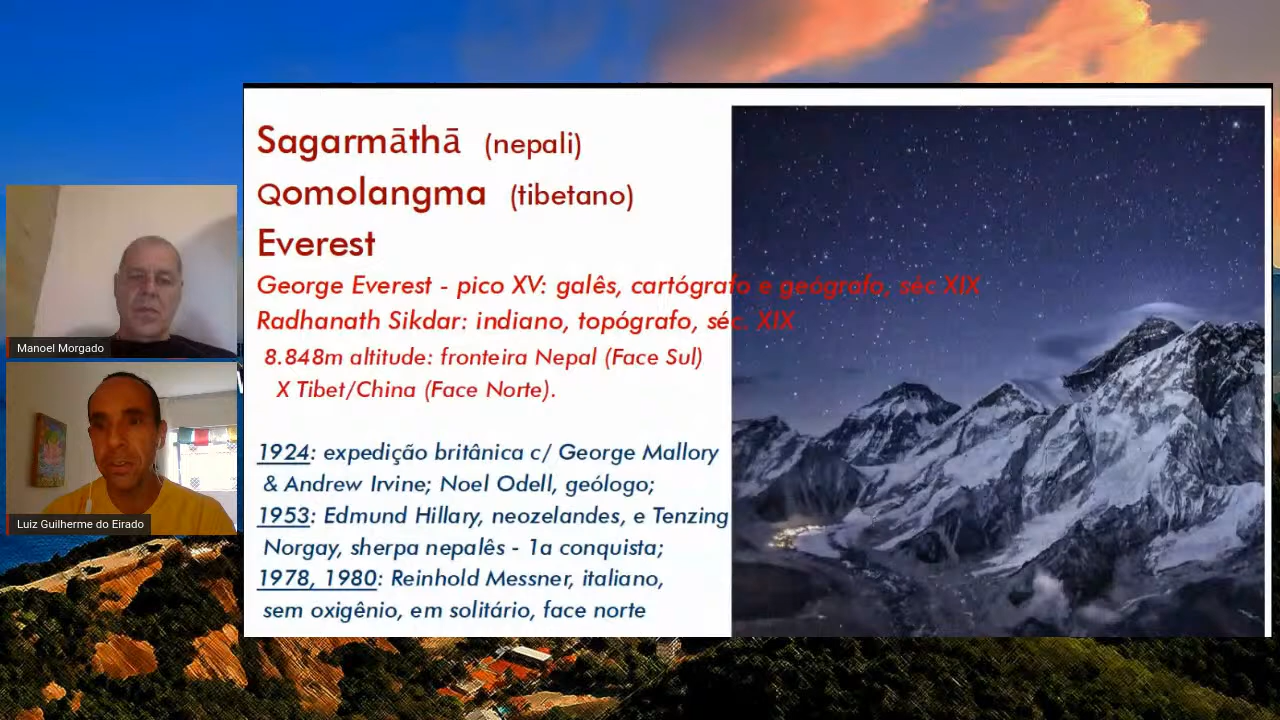 Sagarmāthā (nepali)
Qomolangma (tibetano)
Everest
George Everest - pico XV: galês, cartógrafo e geógrafo, séc XIX
Radhanath Sikdar: indiano, topógrafo, séc. XIX
8.848m altitude: fronteira Nepal (Face Sul)
X Tibet/China (Face Norte).
1924: expedição britânica c/ George Mallory
& Andrew Irvine; Noel Odell, geólogo;
1953: Edmund Hillary, neozelandes, e Tenzing
Norgay, sherpa nepalês - 1a conquista;
1978, 1980: Reinhold Messner, italiano,
sem oxigênio, em solitário, face norte
Manoel Morgado
Luiz Guilherme do Eirado